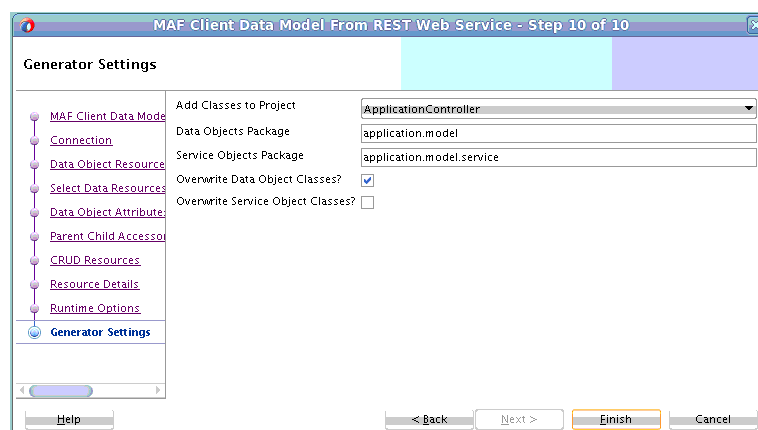 MAF Client Data Model From REST Web Service - Step 10 of 10
Generator Settings
MAF Client Data Mode
Connection
Data Object Resource
Select Data Resources
Data Object Attribute
Parent Child Accesso
CRUD Resources
Resource Details
Runtime Options
Generator Settings
Add Classes to Project
ApplicationController
Data Objects Package
application.model
Service Objects Package
application.model.service
Overwrite Data Object Classes?
Overwrite Service Object Classes?
Help
< Back
Next >
Finish
Cancel